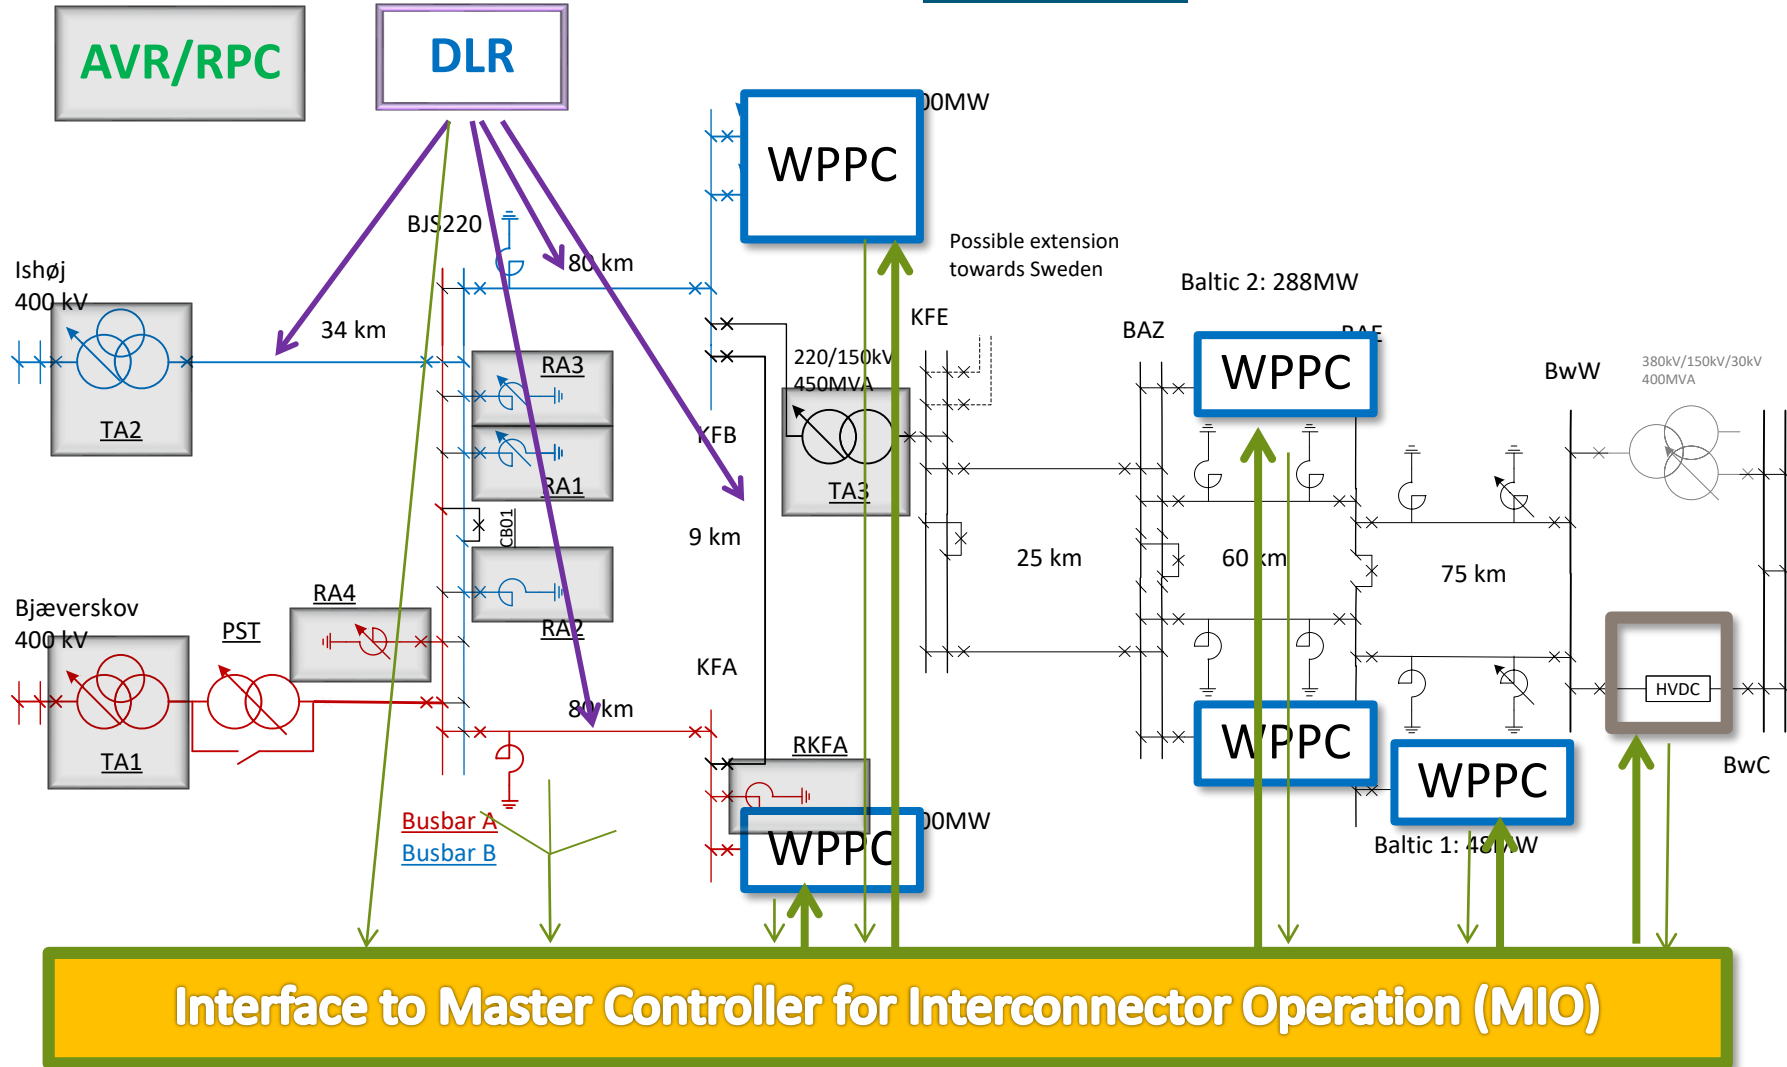 AVR/RPC
DLR
00MW
WPPC
BJS220
Possible extension
towards Sweden
80 km
Ishøj
400 kV
Baltic 2: 288MW
34 km
KFE
BAZ
220/150kV
450MVA
RA3
WPPC
BwW
380kV/150kV/30kV
400MVA
TA2
KFB
RA1
TA3
CB01
9 km
25 km
60 km
75 km
RA4
Bjæverskov
400 kV
PST
RA2
KFA
HVDC
80 km
TA1
RKFA
WPPC
WPPC
BwC
Busbar A
Busbar B
WPPC
00MW
Baltic 1: 48MW
Interface to Master Controller for Interconnector Operation (MIO)